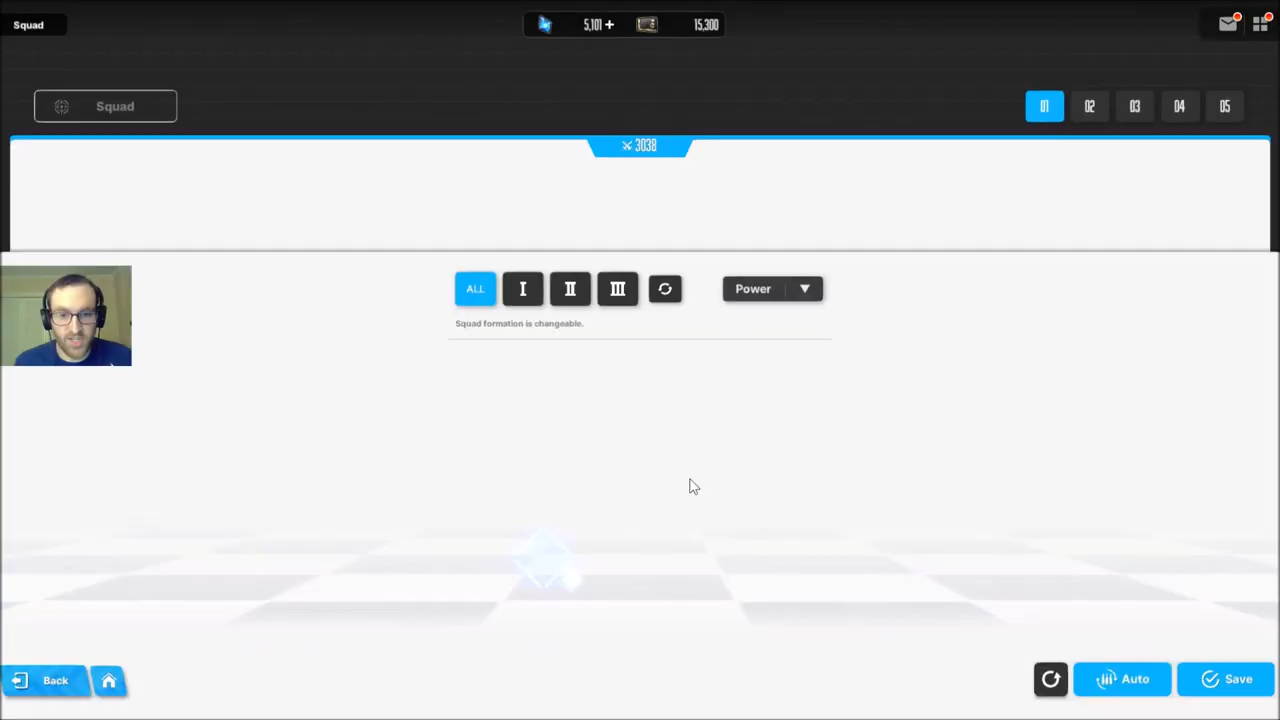 Squad
5,101 +
15,300
Squad
01
02
03
04
05
3038
ALL
I
II
III
Power
Squad formation is changeable.
Back
Auto
Save